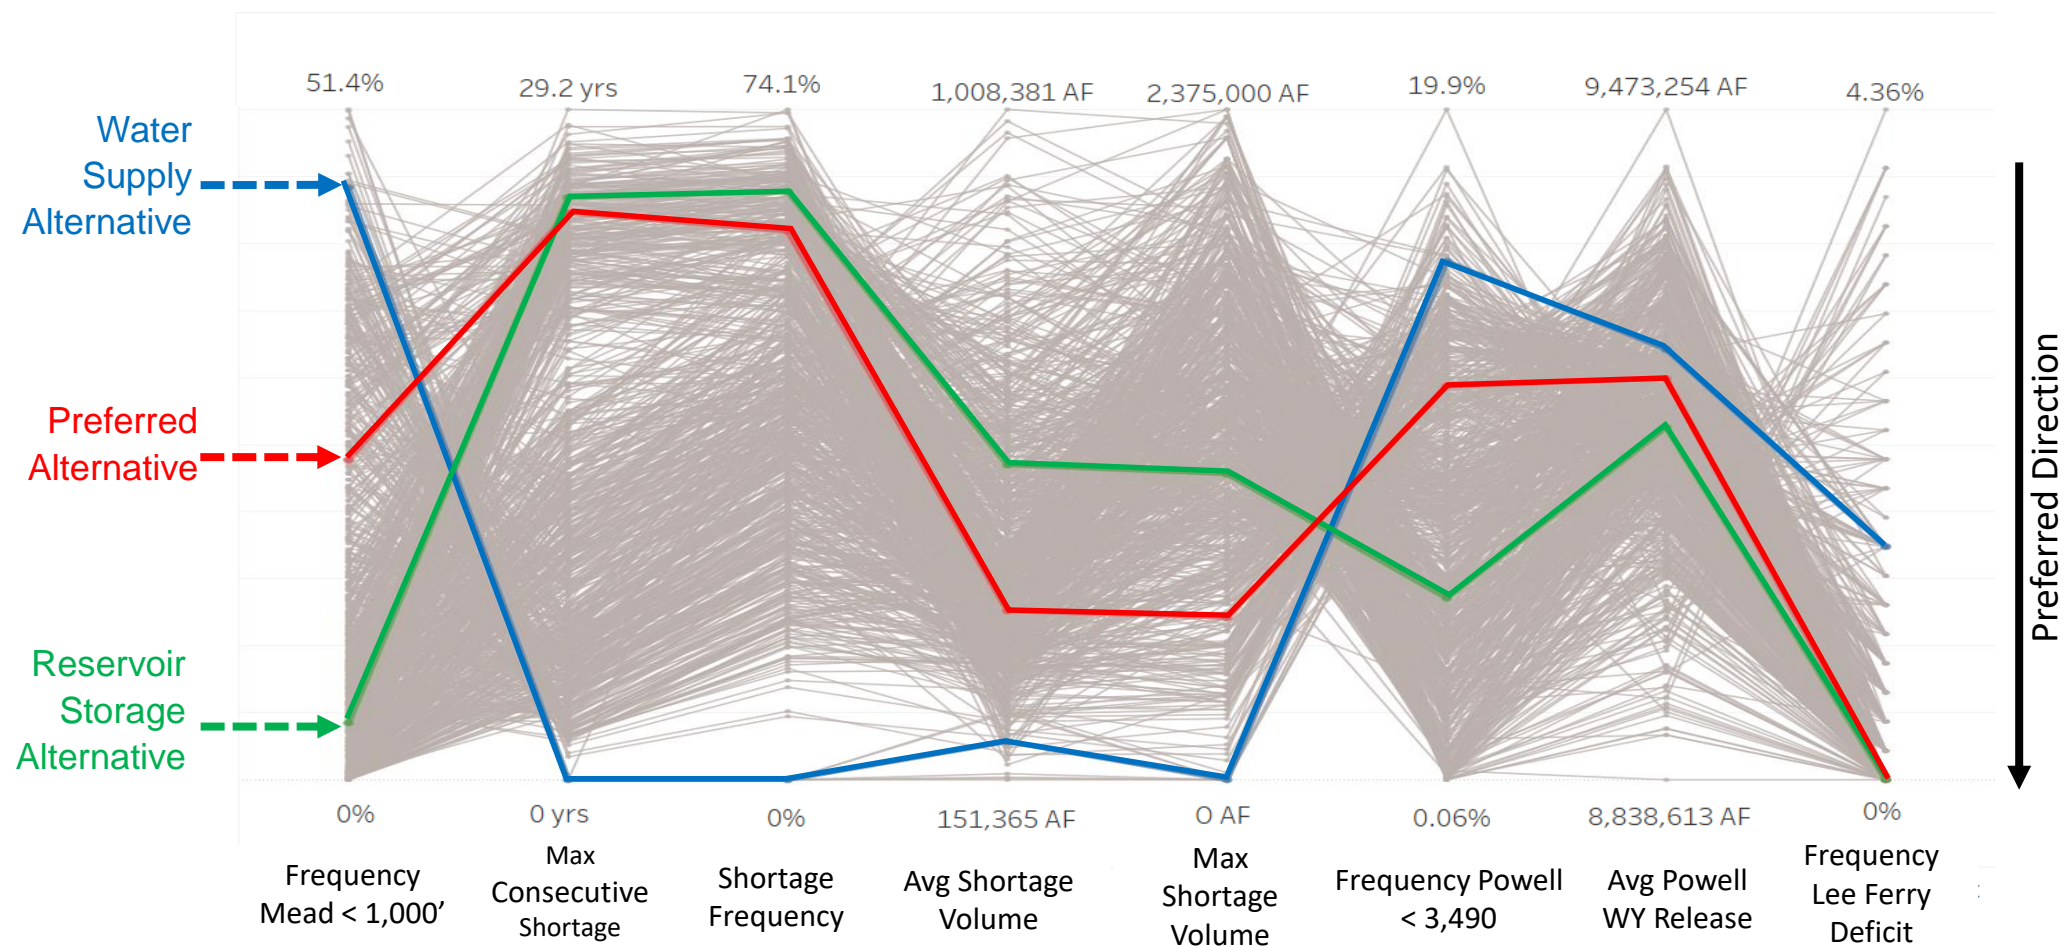 51.4%
29.2 yrs
74.1%
1,008,381 AF
2,375,000 AF
19.9%
9,473,254 AF
4.36%
Water
Supply
Alternative
Preferred
Alternative
Reservoir
Storage
Alternative
Preferred Direction
0%
0 yrs
0%
151,365 AF
O AF
0.06%
8,838,613 AF
0%
Frequency
Mead < 1,000’
Max
Consecutive
Shortage
Shortage
Frequency
Avg Shortage
Volume
Max
Shortage
Volume
Frequency Powell
< 3,490
Avg Powell
WY Release
Frequency
Lee Ferry
Deficit